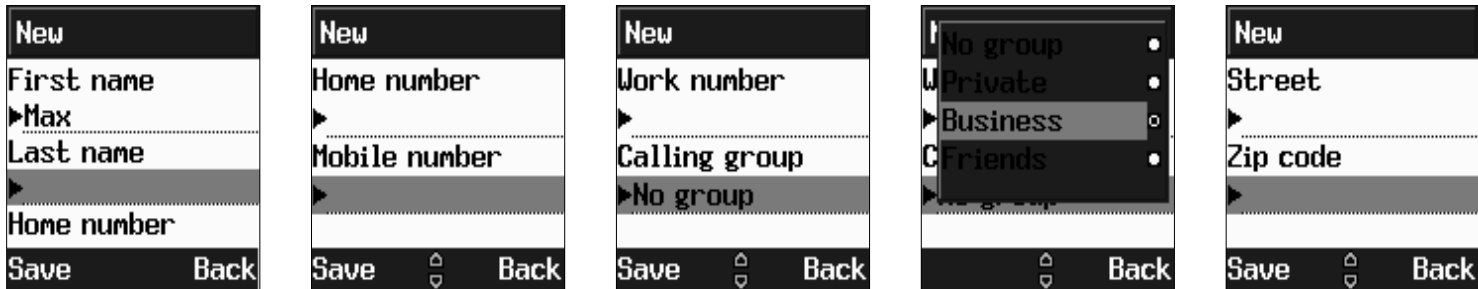 New
First name
Max
Last name
Home number
Save Back
New
Home number
Mobile number
Save Back
New
Work number
Calling group
No group
Save Back
No group
Private
Business
Friends
Back
New
Street
Zip code
Save Back